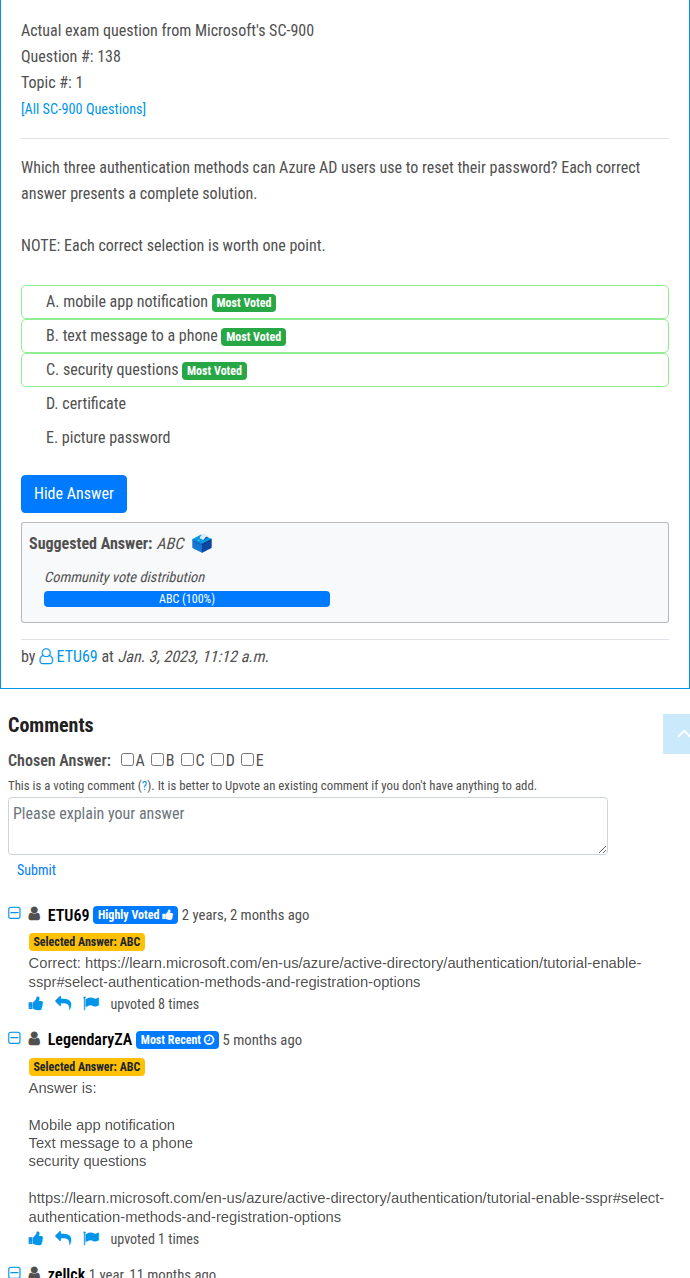 Actual exam question from Microsoft's SC-900
Question #: 138
Topic #: 1
[All SC-900 Questions]
Which three authentication methods can Azure AD users use to reset their password? Each correct
answer presents a complete solution.
NOTE: Each correct selection is worth one point.
A. mobile app notification Most Voted
B. text message to a phone Most Voted
C. security questions Most Voted
D. certificate
E. picture password
Hide Answer
Suggested Answer: ABC
Community vote distribution
ABC (100%)
by ETU69 at Jan. 3, 2023, 11:12 a.m.
Comments
Chosen Answer: A B C D E
This is a voting comment (?). It is better to Upvote an existing comment if you don't have anything to add.
Please explain your answer
Submit
ETU69 Highly Voted 2 years, 2 months ago
Selected Answer: ABC
Correct: https://learn.microsoft.com/en-us/azure/active-directory/authentication/tutorial-enable-
sspr#select-authentication-methods-and-registration-options
upvoted 8 times
LegendaryZA Most Recent 5 months ago
Selected Answer: ABC
Answer is:
Mobile app notification
Text message to a phone
security questions
https://learn.microsoft.com/en-us/azure/active-directory/authentication/tutorial-enable-sspr#select-
authentication-methods-and-registration-options
upvoted 1 times
zellck 1 year, 11 months ago